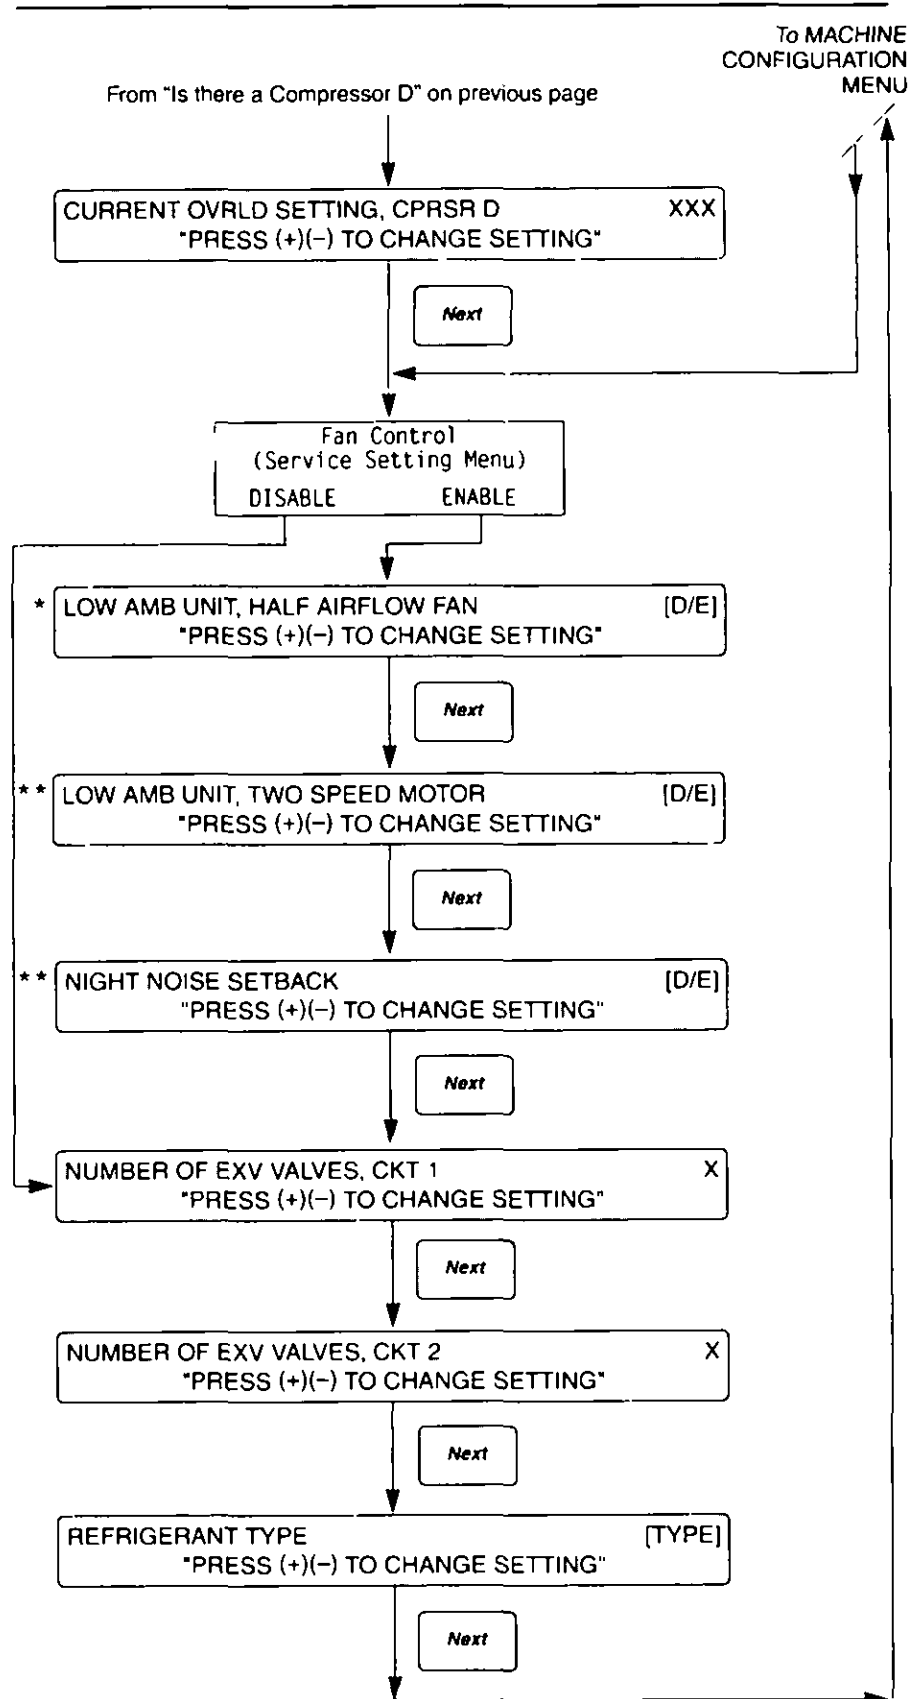 To MACHINE
CONFIGURATION
MENU
From "Is there a Compressor D" on previous page
CURRENT OVRLD SETTING, CPRSR D XXX
"PRESS (+)(−) TO CHANGE SETTING"
Next
Fan Control
(Service Setting Menu)
DISABLE ENABLE
* LOW AMB UNIT, HALF AIRFLOW FAN [D/E]
"PRESS (+)(−) TO CHANGE SETTING"
Next
** LOW AMB UNIT, TWO SPEED MOTOR [D/E]
"PRESS (+)(−) TO CHANGE SETTING"
Next
** NIGHT NOISE SETBACK [D/E]
"PRESS (+)(−) TO CHANGE SETTING"
Next
NUMBER OF EXV VALVES, CKT 1 X
"PRESS (+)(−) TO CHANGE SETTING"
Next
NUMBER OF EXV VALVES, CKT 2 X
"PRESS (+)(−) TO CHANGE SETTING"
Next
REFRIGERANT TYPE [TYPE]
"PRESS (+)(−) TO CHANGE SETTING"
Next